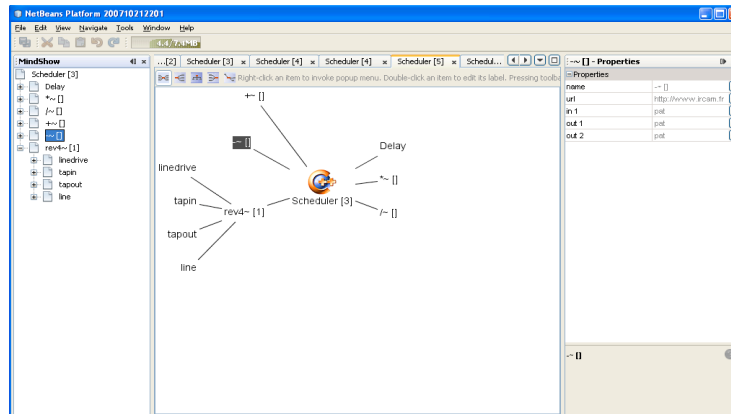 NetBeans Platform 200710212201
File Edit View Navigate Tools Window Help
MindShow
Scheduler [3]
Delay
*~ []
/~ []
+~ []
-~ []
rev4~ [1]
linedrive
tapin
tapout
line
...[2] Scheduler [3] Scheduler [4] Scheduler [4] Scheduler [5] Schedul...
Right-click an item to invoke popup menu. Double-click an item to edit its label. Pressing toolba
+~ []
-~ []
Delay
linedrive
*~ []
tapin
Scheduler [3]
rev4~ [1]
/~ []
tapout
line
-~ [] - Properties
Properties
name -~ []
url http://www.ircam.fr
in 1 pat
out 1 pat
out 2 pat
-~ []